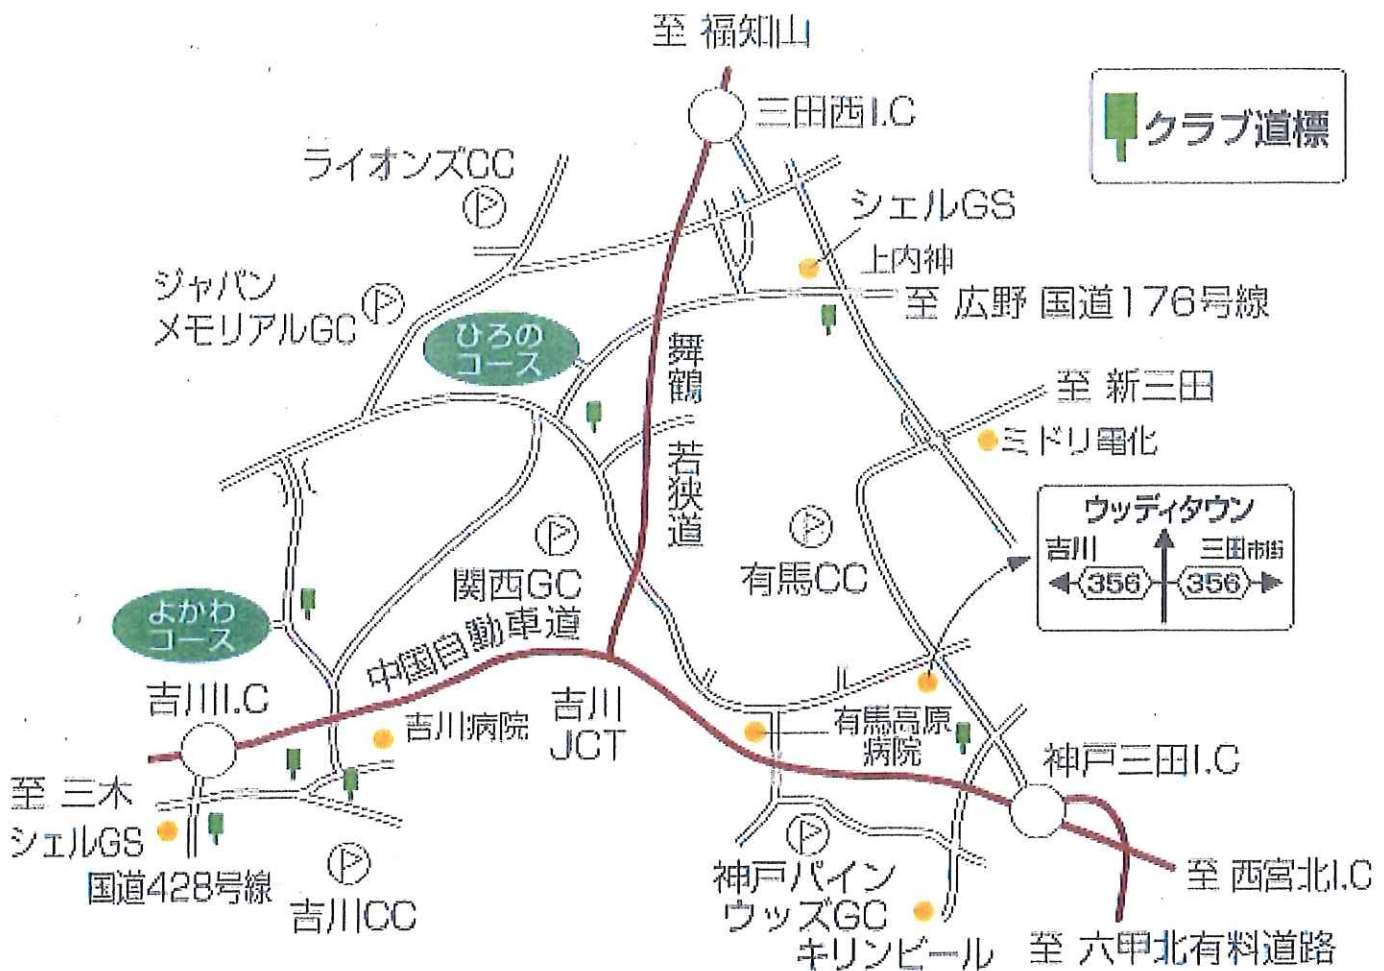 至 福知山
三田西I.C
クラブ道標
ライオンズCC
シェルGS
上内神
ジャパン
メモリアルGC
至 広野 国道176号線
ひろの
コース
舞鶴
若狭道
至 新三田
ミドリ電化
ウッディタウン
吉川
三田市街
356
356
関西GC
有馬CC
よかわ
コース
中国自動車道
吉川I.C
吉川病院
吉川
JCT
有馬高原
病院
神戸三田I.C
至 三木
シェルGS
国道428号線
吉川CC
神戸パイン
ウッズGC
キリンビール
至 西宮北I.C
至 六甲北有料道路